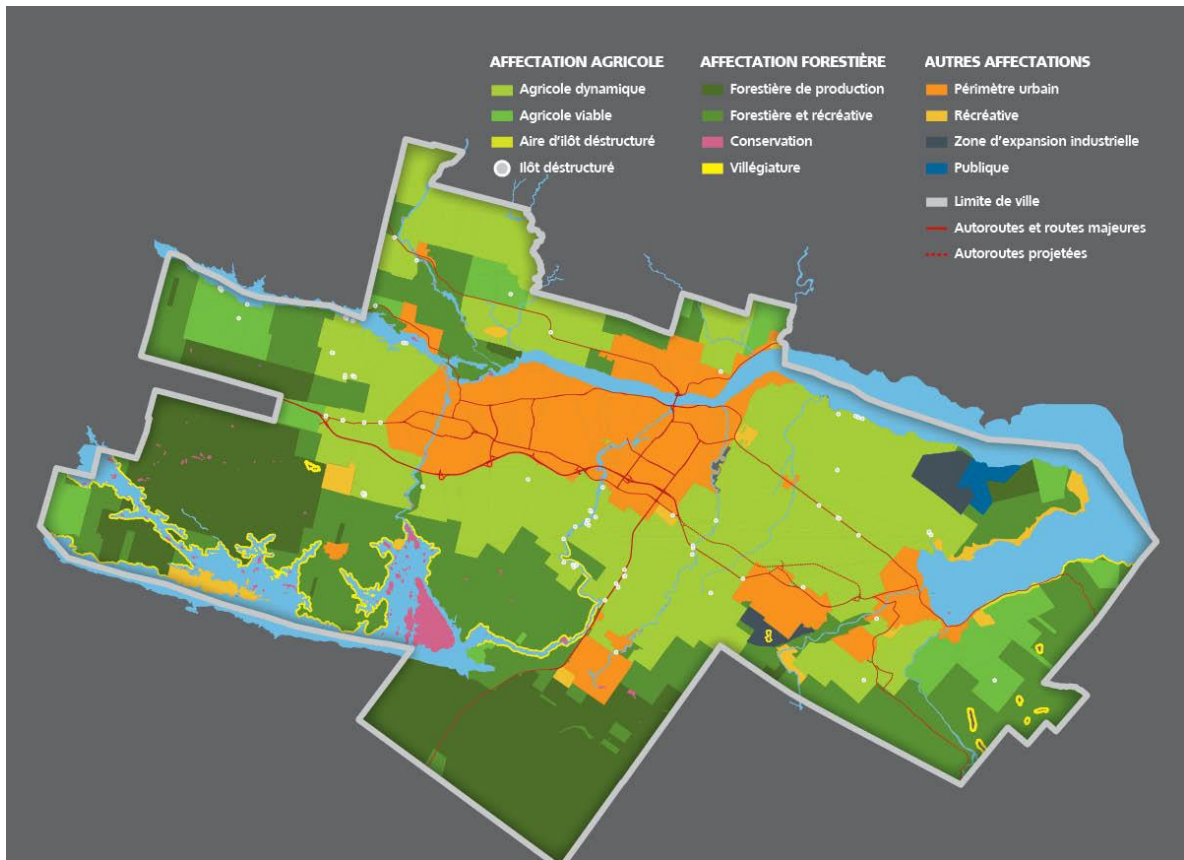 AFFECTATION AGRICOLE
Agricole dynamique
Agricole viable
Aire d'ilôt déstructuré
Ilôt déstructuré
AFFECTATION FORESTIÈRE
Forestière de production
Forestière et récréative
Conservation
Villégiature
AUTRES AFFECTATIONS
Périmètre urbain
Récréative
Zone d'expansion industrielle
Publique
Limite de ville
Autoroutes et routes majeures
Autoroutes projetées